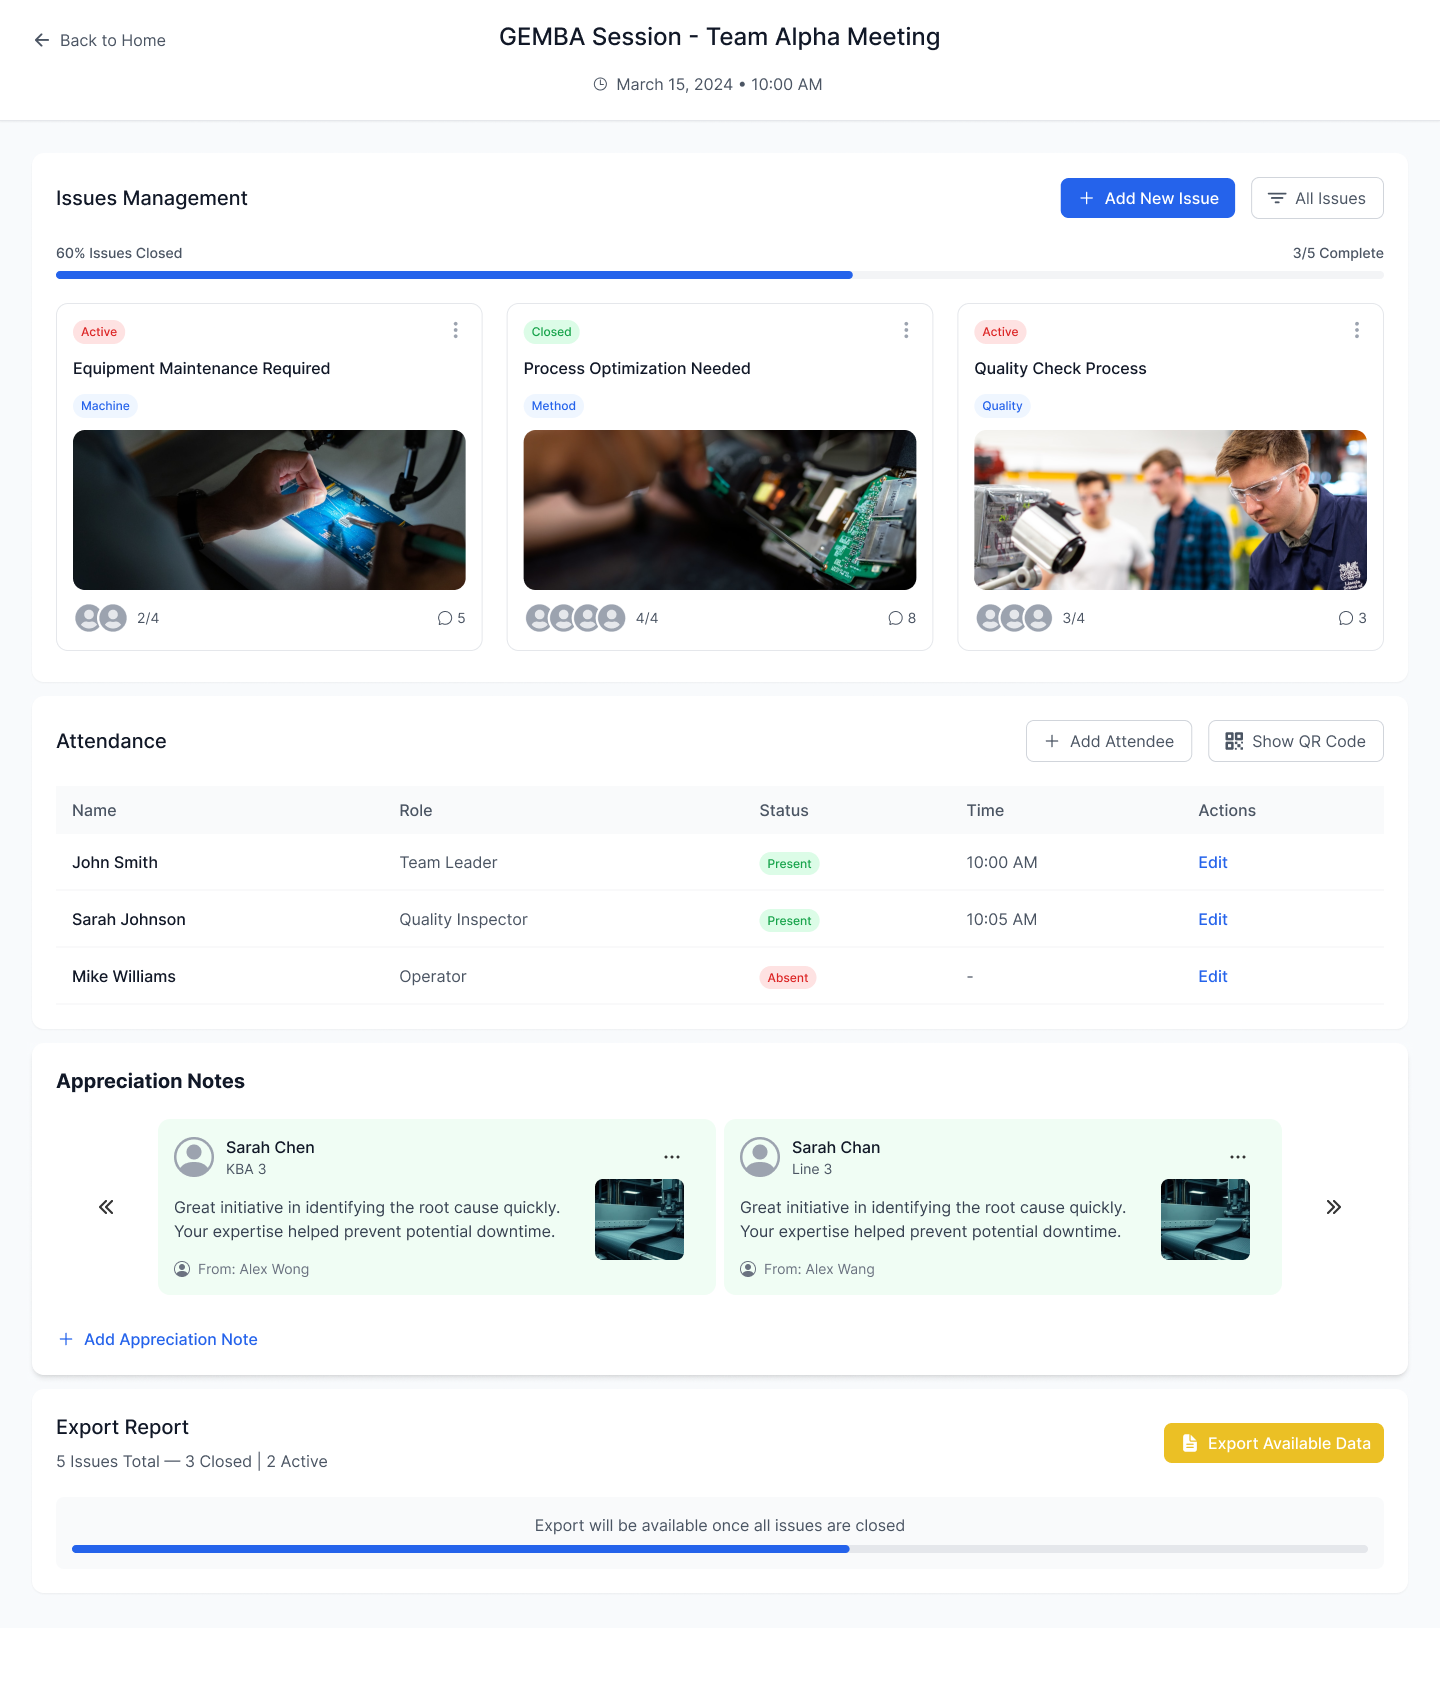 Back to Home
GEMBA Session - Team Alpha Meeting
March 15, 2024 • 10:00 AM
Issues Management
Add New Issue
All Issues
60% Issues Closed
3/5 Complete
Active
Equipment Maintenance Required
Machine
2/4
5
Closed
Process Optimization Needed
Method
4/4
8
Active
Quality Check Process
Quality
3/4
3
Attendance
Add Attendee
Show QR Code
Name Role Status Time Actions
John Smith Team Leader Present 10:00 AM Edit
Sarah Johnson Quality Inspector Present 10:05 AM Edit
Mike Williams Operator Absent - Edit
Appreciation Notes
Sarah Chen
KBA 3
Great initiative in identifying the root cause quickly.
Your expertise helped prevent potential downtime.
From: Alex Wong
Sarah Chan
Line 3
Great initiative in identifying the root cause quickly.
Your expertise helped prevent potential downtime.
From: Alex Wang
Add Appreciation Note
Export Report
5 Issues Total — 3 Closed | 2 Active
Export Available Data
Export will be available once all issues are closed